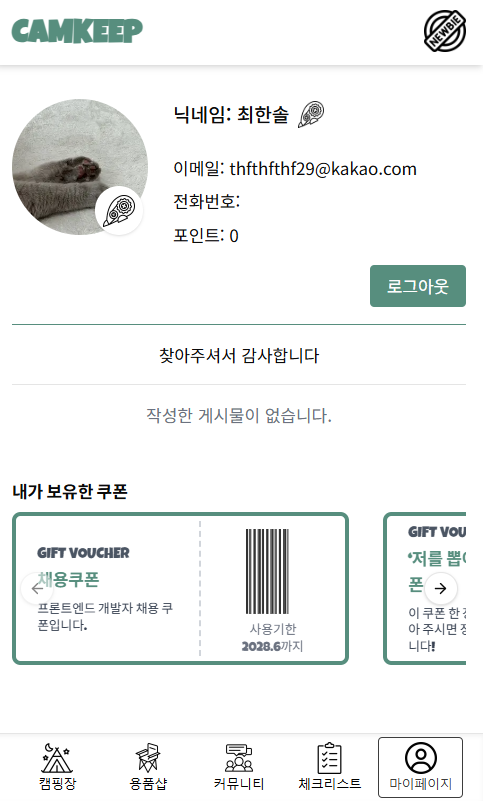 CAMKEEP
NEWBIE
닉네임: 최한솔
이메일: thfthfthf29@kakao.com
전화번호:
포인트: 0
로그아웃
찾아주셔서 감사합니다
작성한 게시물이 없습니다.
내가 보유한 쿠폰
GIFT VOUCHER
채용쿠폰
프론트엔드 개발자 채용 쿠
폰입니다.
사용기한
2028.6까지
GIFT VOU
'저를 뽑아
폰
이 쿠폰 한 장
아 주시면 정
니다!
캠핑장
용품샵
커뮤니티
체크리스트
마이페이지